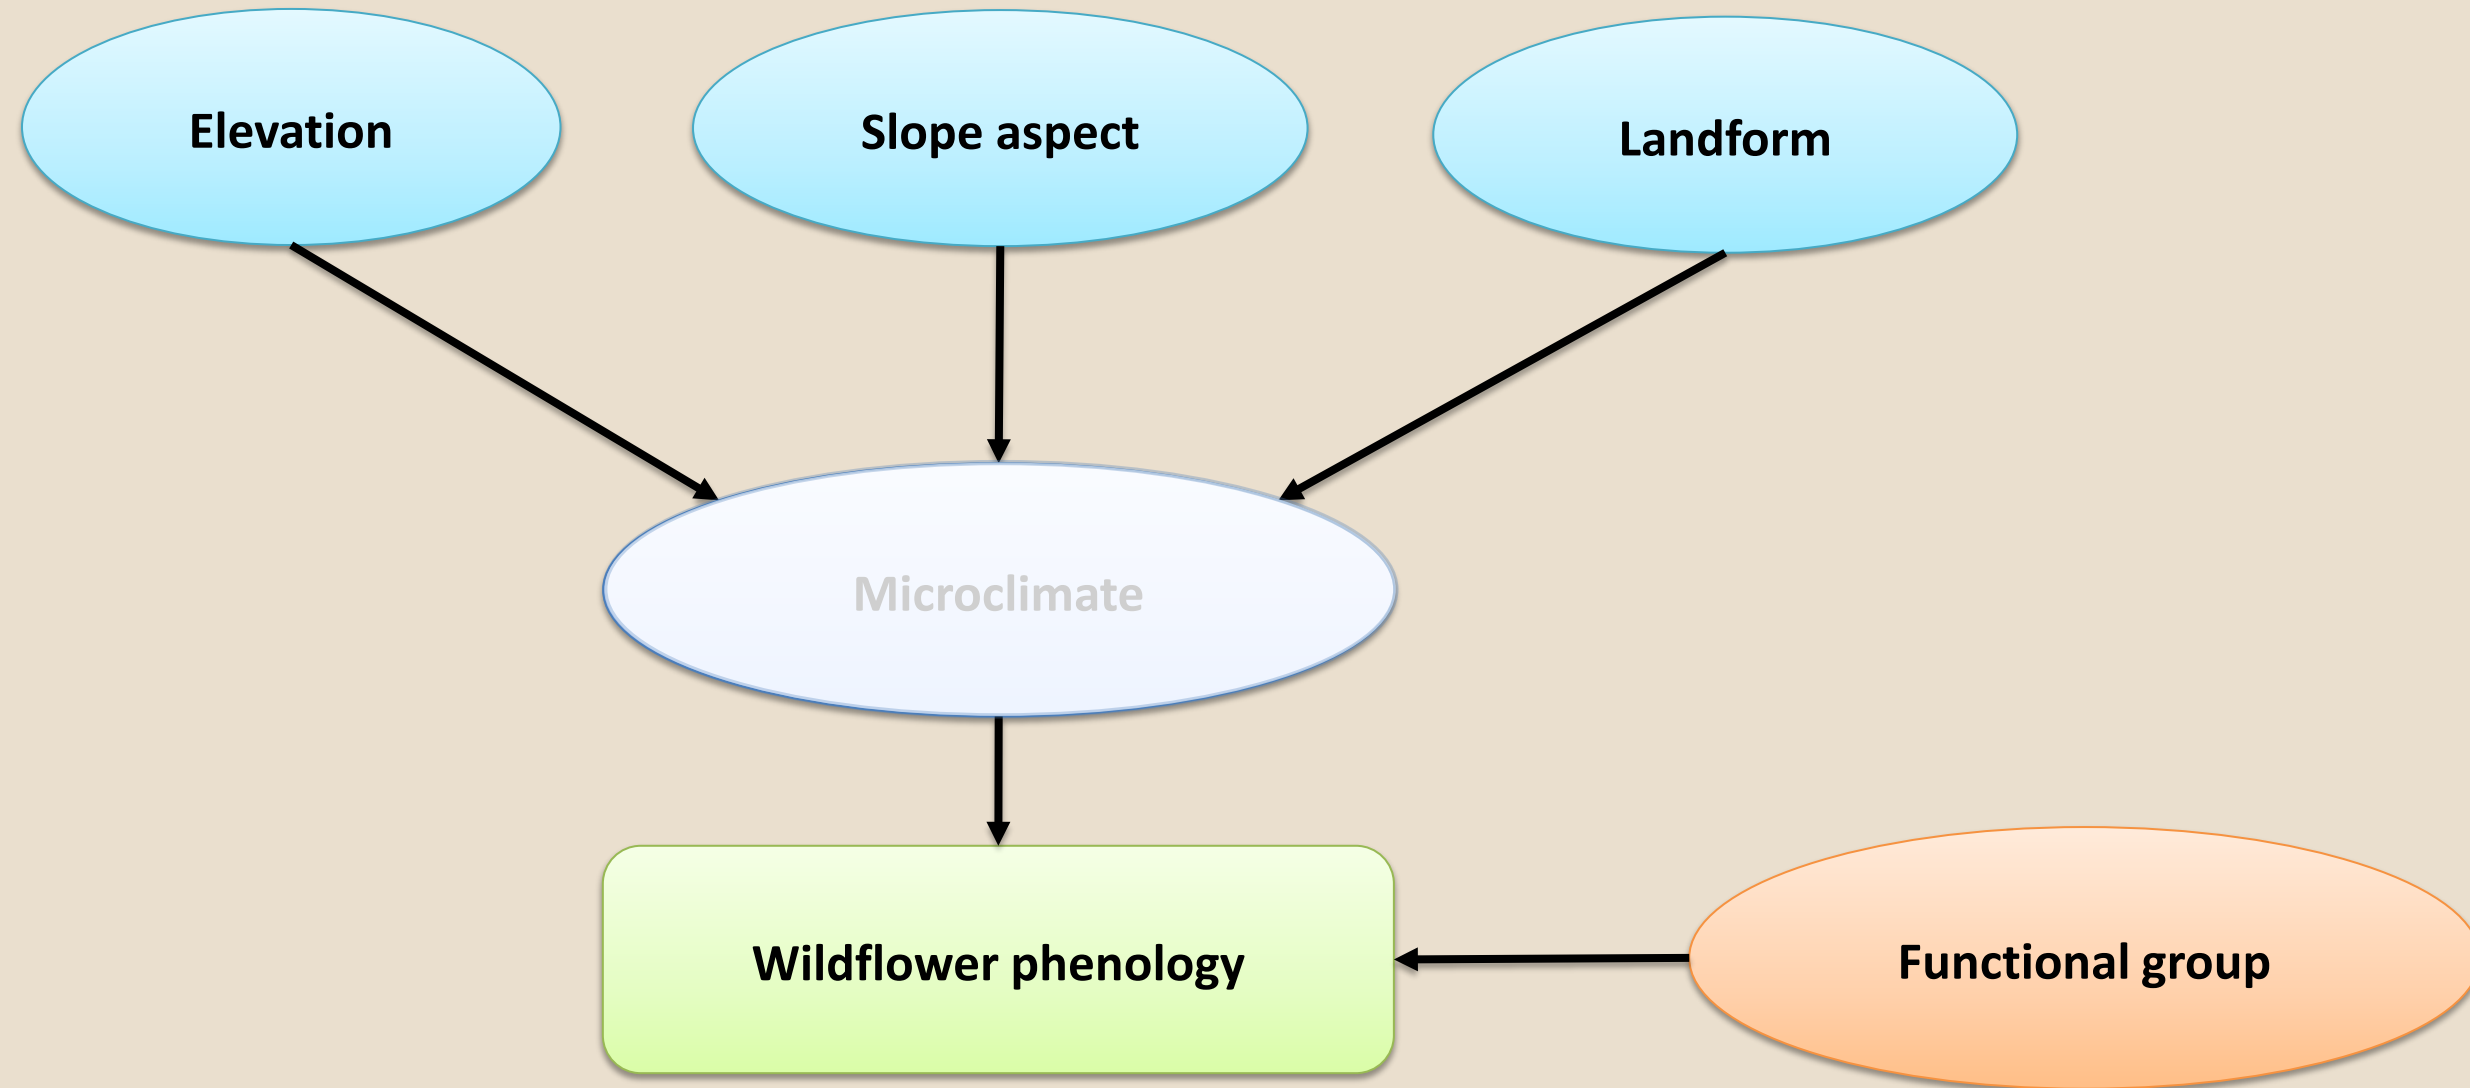 Elevation
Slope aspect
Landform
Microclimate
Wildflower phenology
Functional group